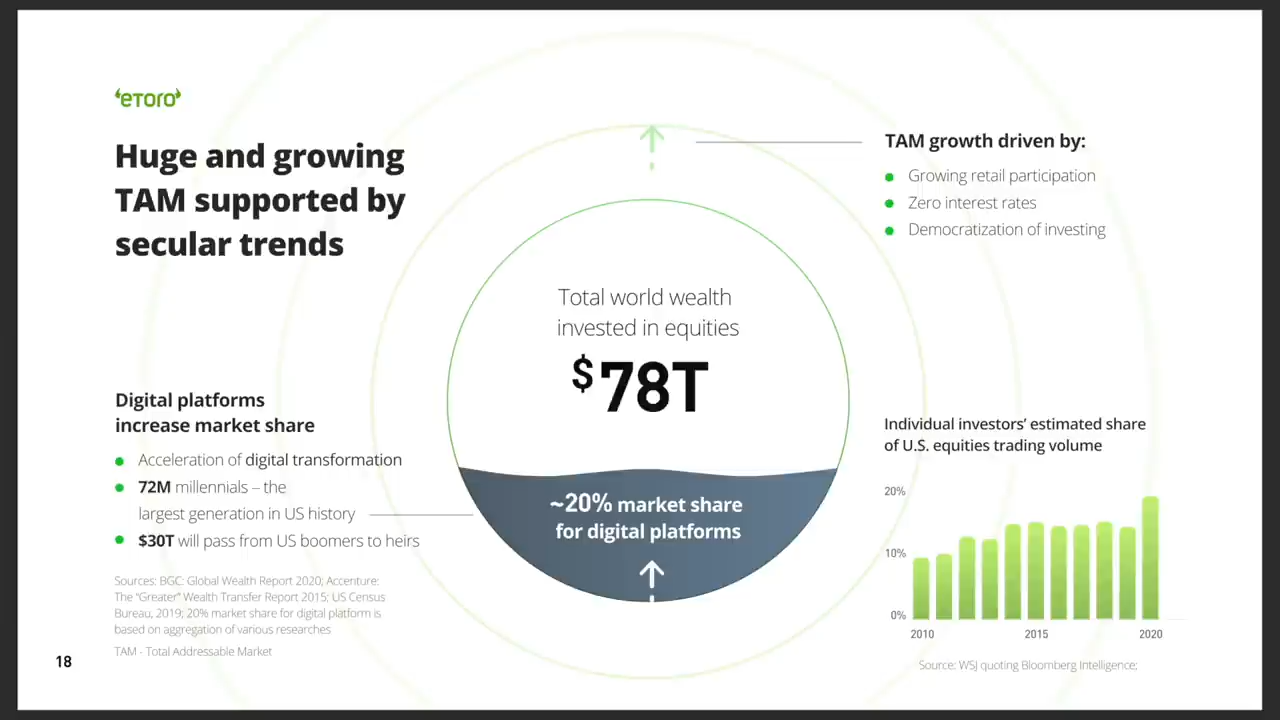 eToro
Huge and growing
TAM supported by
secular trends
Digital platforms
increase market share
Acceleration of digital transformation
72M millennials – the
largest generation in US history
$30T will pass from US boomers to heirs
Sources: BGC: Global Wealth Report 2020; Accenture:
The “Greater” Wealth Transfer Report 2015; US Census
Bureau, 2019; 20% market share for digital platform is
based on aggregation of various researches
TAM - Total Addressable Market
18
Total world wealth
invested in equities
$78T
~20% market share
for digital platforms
TAM growth driven by:
Growing retail participation
Zero interest rates
Democratization of investing
Individual investors’ estimated share
of U.S. equities trading volume
20%
10%
0%
2010 2015 2020
Source: WSJ quoting Bloomberg Intelligence;